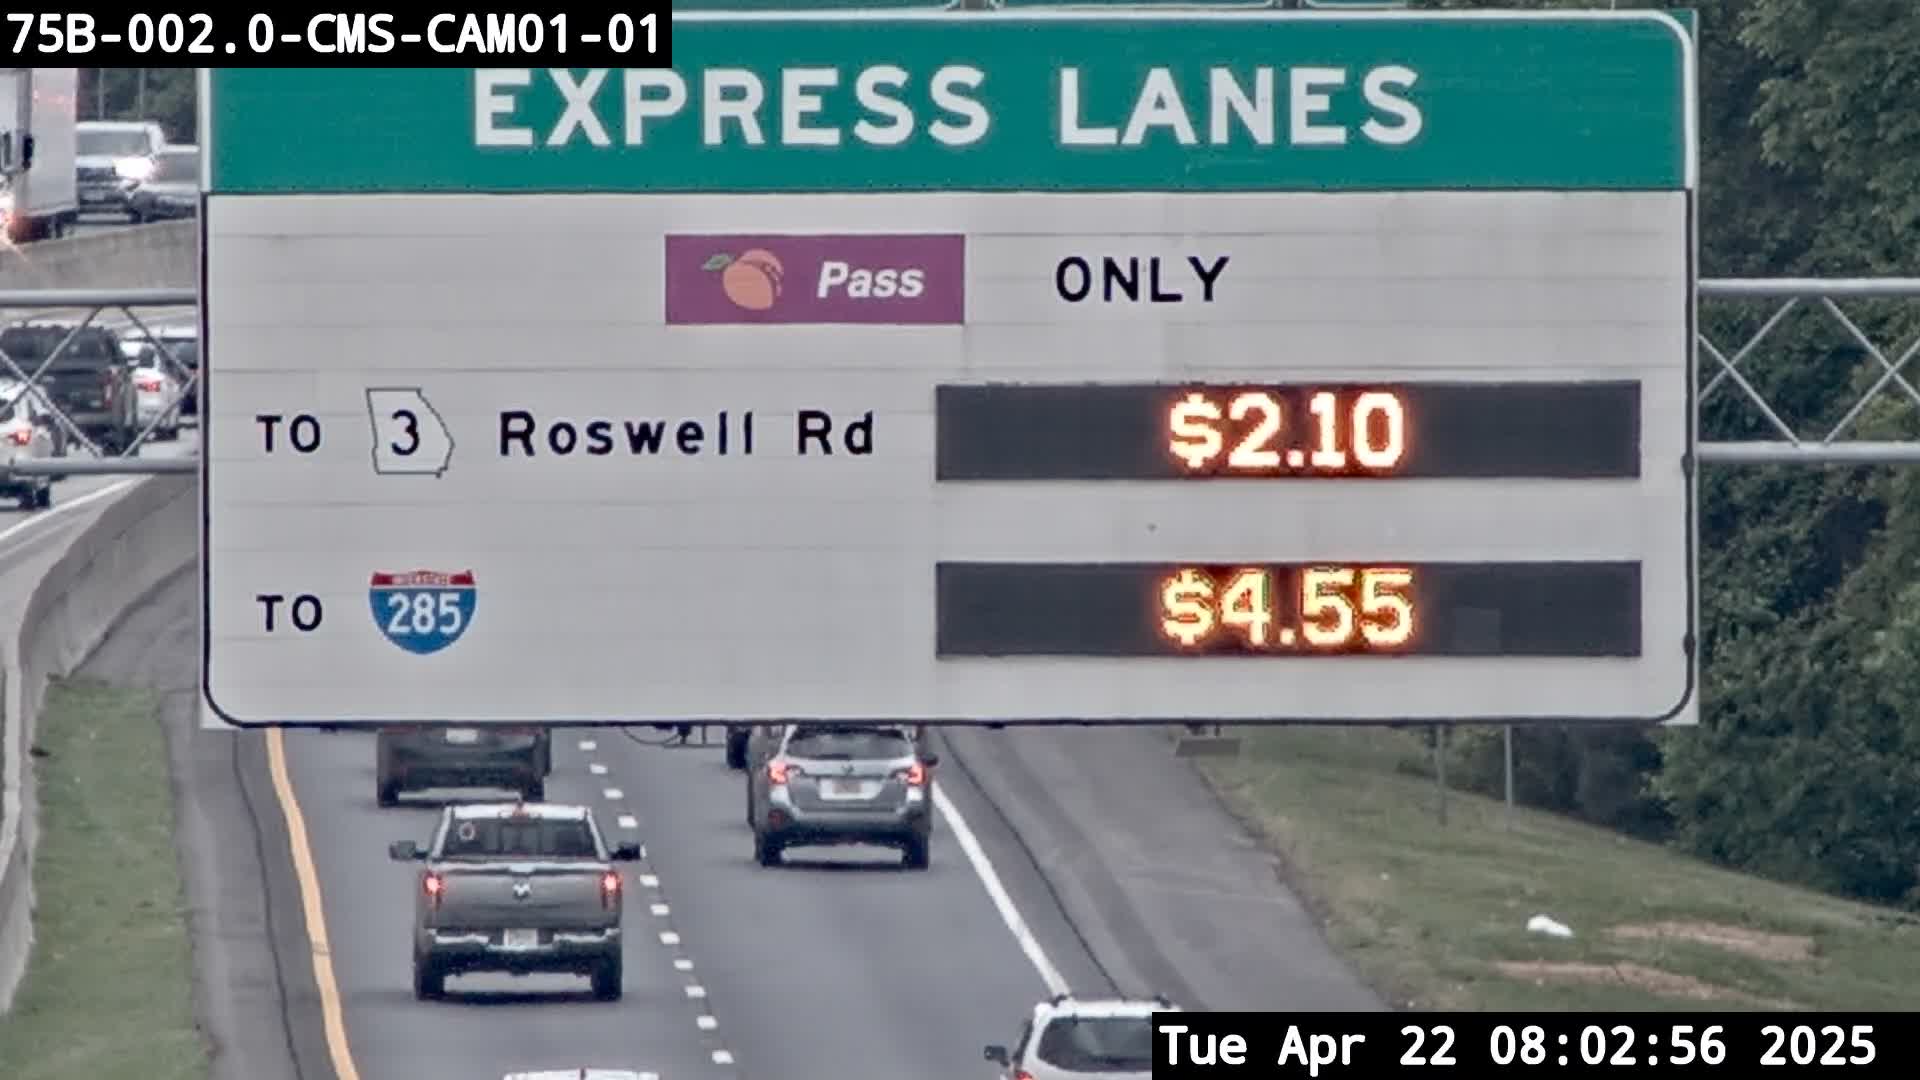 75B-002.0-CMS-CAM01-01
EXPRESS LANES
Pass ONLY
TO 3 Roswell Rd $2.10
TO INTERSTATE 285 $4.55
Tue Apr 22 08:02:56 2025